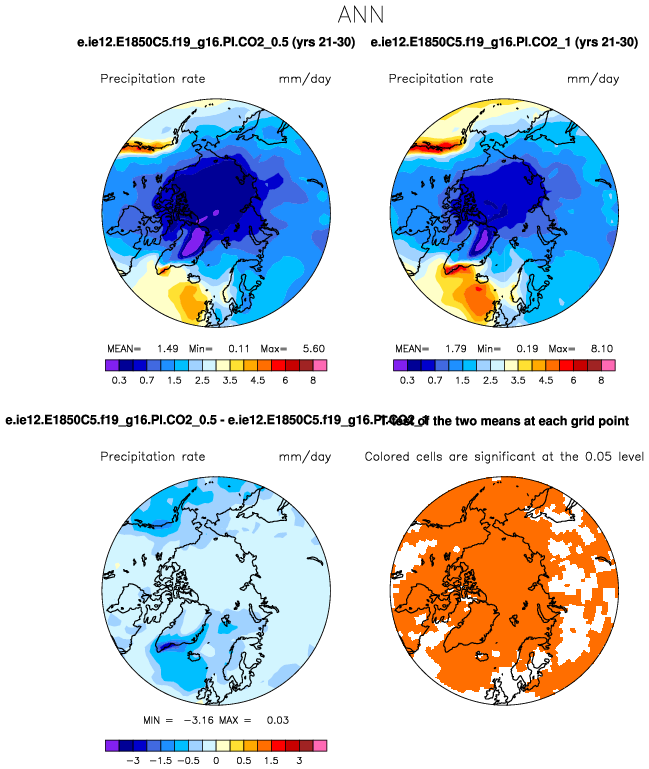 ANN
e.ie12.E1850C5.f19_g16.PI.CO2_0.5 (yrs 21-30)
e.ie12.E1850C5.f19_g16.PI.CO2_1 (yrs 21-30)
Precipitation rate mm/day
Precipitation rate mm/day
MEAN= 1.49 Min= 0.11 Max= 5.60
MEAN= 1.79 Min= 0.19 Max= 8.10
0.3 0.7 1.5 2.5 3.5 4.5 6 8
0.3 0.7 1.5 2.5 3.5 4.5 6 8
e.ie12.E1850C5.f19_g16.PI.CO2_0.5 - e.ie12.E1850C5.f19_g16.PI.CO2_1
T-Test of the two means at each grid point
Precipitation rate mm/day
Colored cells are significant at the 0.05 level
MIN = -3.16 MAX = 0.03
-3 -1.5 -0.5 0 0.5 1.5 3